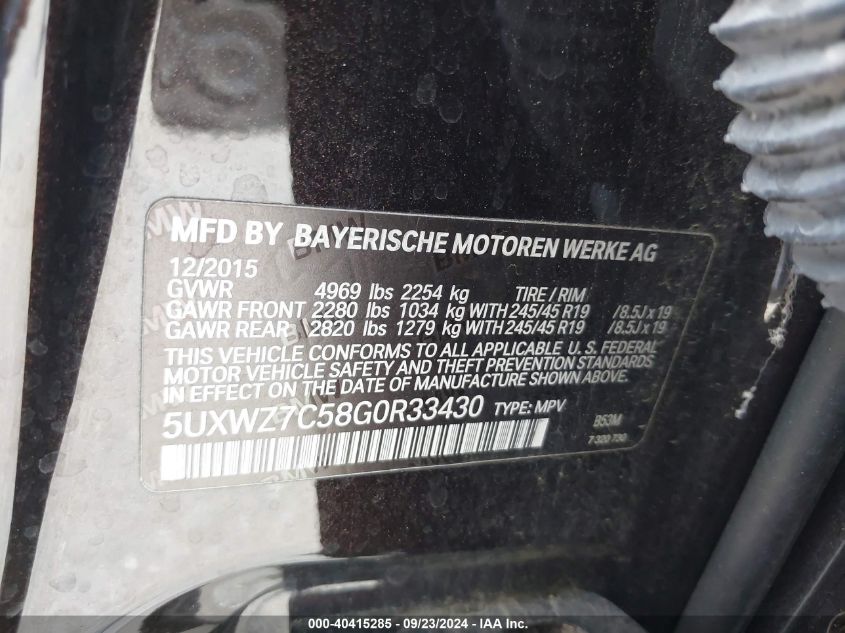 MFD BY BAYERISCHE MOTOREN WERKE AG
12/2015
GVWR 4969 lbs 2254 kg TIRE / RIM
GAWR FRONT 2280 lbs 1034 kg WITH 245/45 R19 /8.5J x 19
GAWR REAR 2820 lbs 1279 kg WITH 245/45 R19 /8.5J x 19
THIS VEHICLE CONFORMS TO ALL APPLICABLE U.S. FEDERAL
MOTOR VEHICLE SAFETY AND THEFT PREVENTION STANDARDS
IN EFFECT ON THE DATE OF MANUFACTURE SHOWN ABOVE.
5UXWZ7C58G0R33430 TYPE: MPV B53M
7 320 730
000-40415285 - 09/23/2024 - IAA Inc.